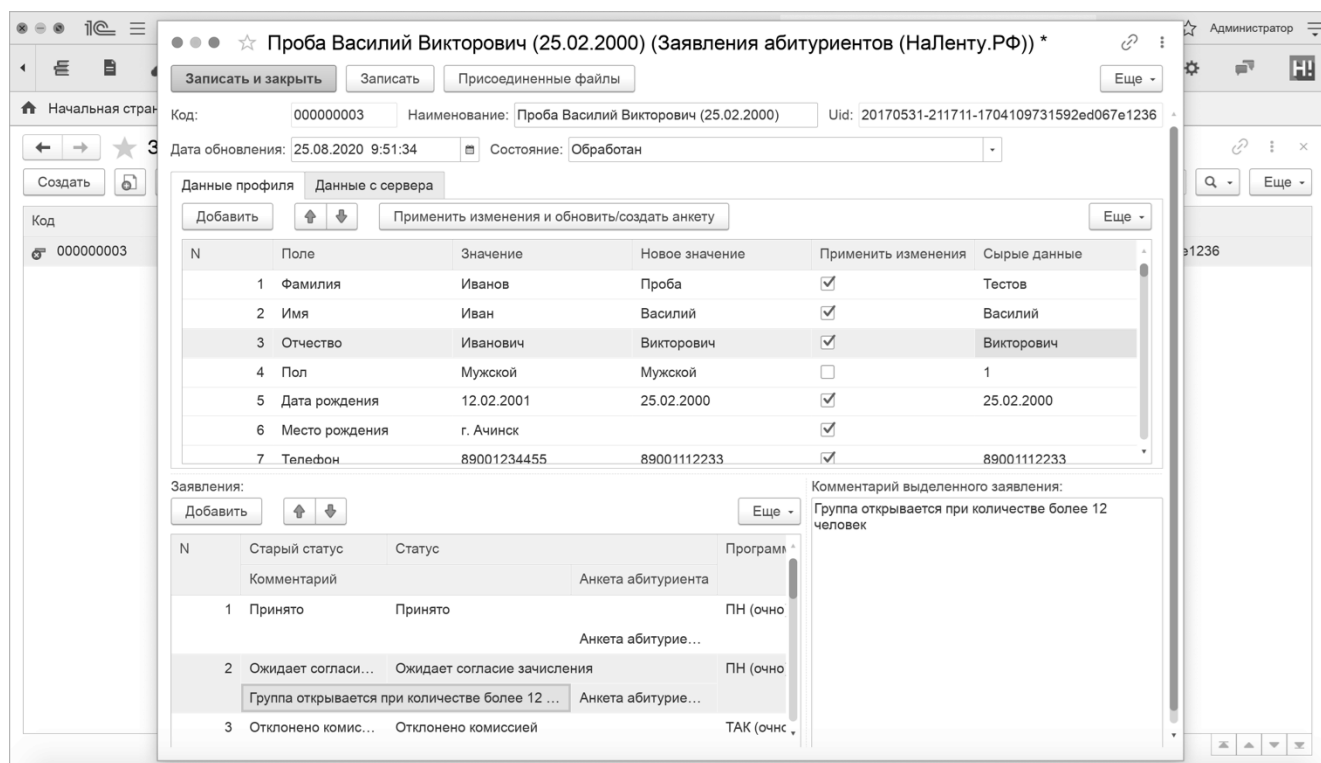 1С Администратор
Проба Василий Викторович (25.02.2000) (Заявления абитуриентов (НаЛенту.РФ)) *
Записать и закрыть Записать Присоединенные файлы Еще
Н!
Начальная стран
Код: 000000003 Наименование: Проба Василий Викторович (25.02.2000) Uid: 20170531-211711-1704109731592ed067e1236
Дата обновления: 25.08.2020 9:51:34 Состояние: Обработан
Создать Данные профиля Данные с сервера Еще
Добавить Применить изменения и обновить/создать анкету Еще
Код
N Поле Значение Новое значение Применить изменения Сырые данные
000000003 e1236
1 Фамилия Иванов Проба Тестов
2 Имя Иван Василий Василий
3 Отчество Иванович Викторович Викторович
4 Пол Мужской Мужской 1
5 Дата рождения 12.02.2001 25.02.2000 25.02.2000
6 Место рождения г. Ачинск
7 Телефон 89001234455 89001112233 89001112233
Заявления: Комментарий выделенного заявления:
Добавить Еще Группа открывается при количестве более 12
человек
N Старый статус Статус Програми
Комментарий Анкета абитуриента
1 Принято Принято ПН (очно
Анкета абитурие...
2 Ожидает согласи... Ожидает согласие зачисления ПН (очно
Группа открывается при количестве более 12 ... Анкета абитурие...
3 Отклонено комис... Отклонено комиссией ТАК (очнс